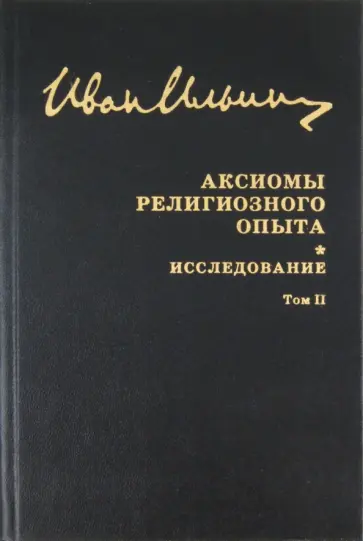 Иван Ильин
АКСИОМЫ
РЕЛИГИОЗНОГО
ОПЫТА
*
ИССЛЕДОВАНИЕ
Том II